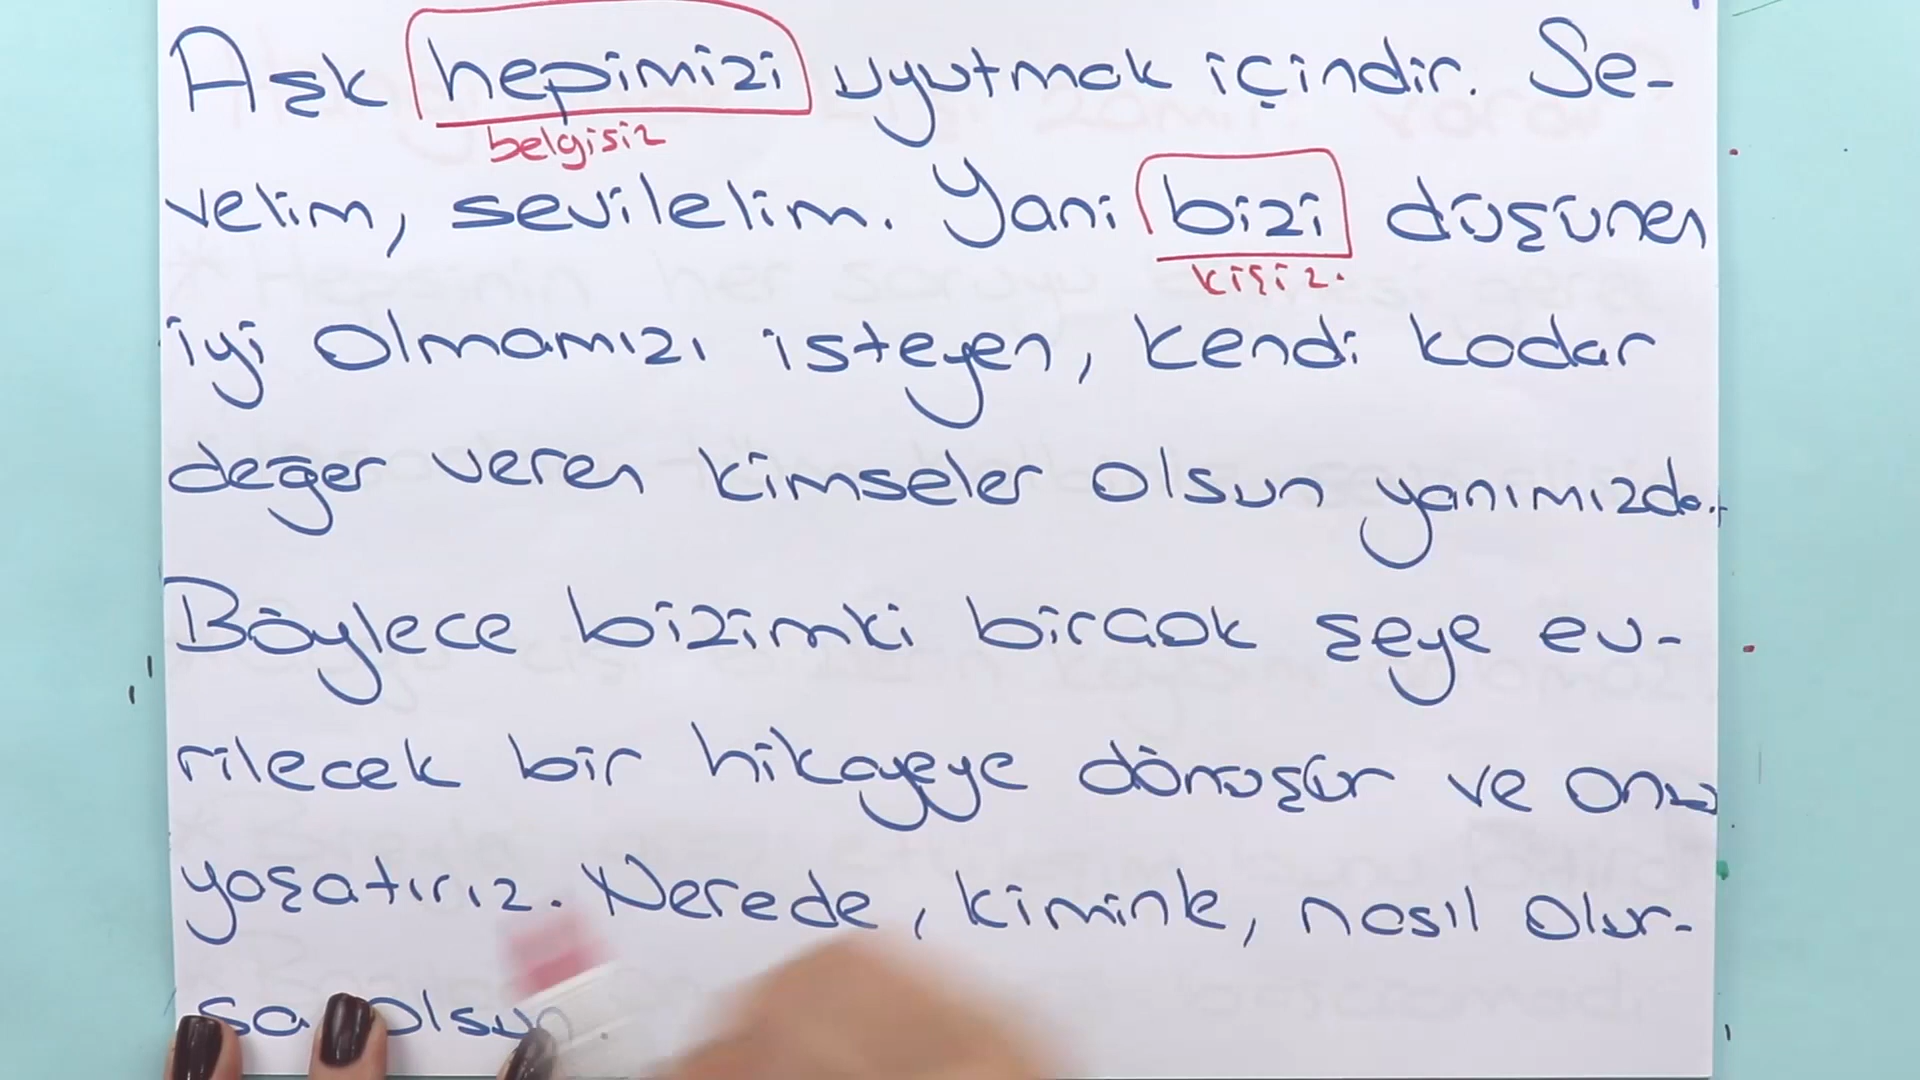 Aşk hepimizi uyutmak içindir. Se-
belgisiz
velim, sevilelim. Yani bizi düşünen
kişi z.
iyi olmamızı isteyen, kendi kadar
değer veren kimseler olsun yanımızda.
Böylece bizimki birçok şeye ev-
rilecek bir hikayeye dönüşür ve onu
yaşatırız. Nerede, kiminle, nasıl olur-
sa olsun